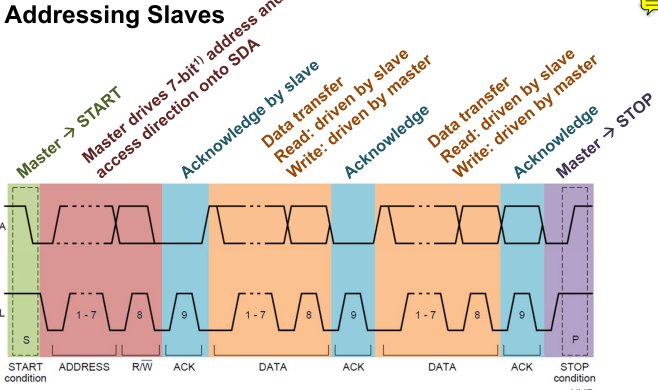 Addressing Slaves
Master → START
Master drives 7-bit1) address and
access direction onto SDA
Acknowledge by slave
Data transfer
Read: driven by slave
Write: driven by master
Acknowledge
Data transfer
Read: driven by slave
Write: driven by master
Acknowledge
Master → STOP
A
L
1 - 7
8
9
1 - 7
8
9
1 - 7
8
9
S
P
START
condition
ADDRESS
R/W
ACK
DATA
ACK
DATA
ACK
STOP
condition